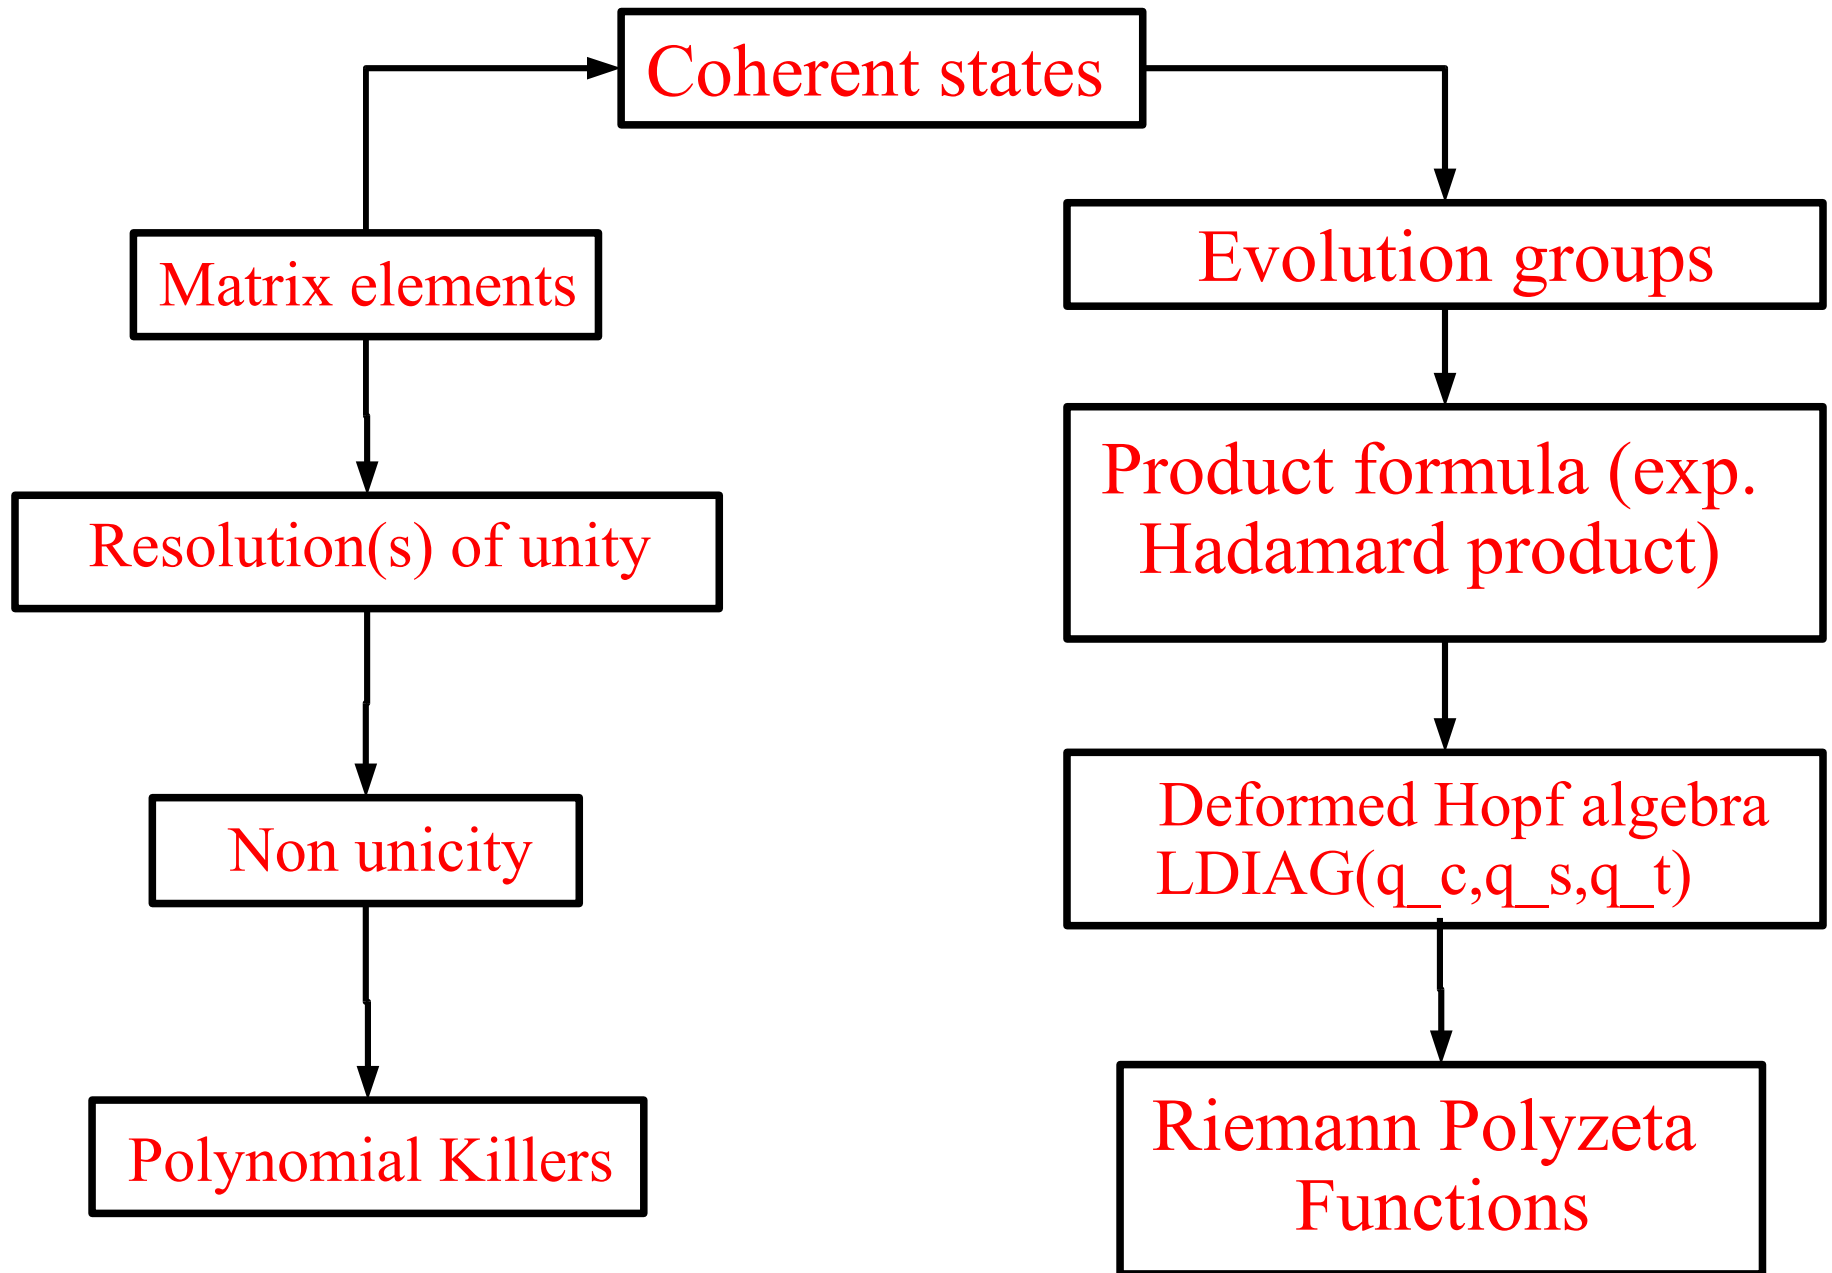 Coherent states
Matrix elements
Evolution groups
Product formula (exp.
Hadamard product)
Resolution(s) of unity
Non unicity
Deformed Hopf algebra
LDIAG(q_c,q_s,q_t)
Polynomial Killers
Riemann Polyzeta
Functions